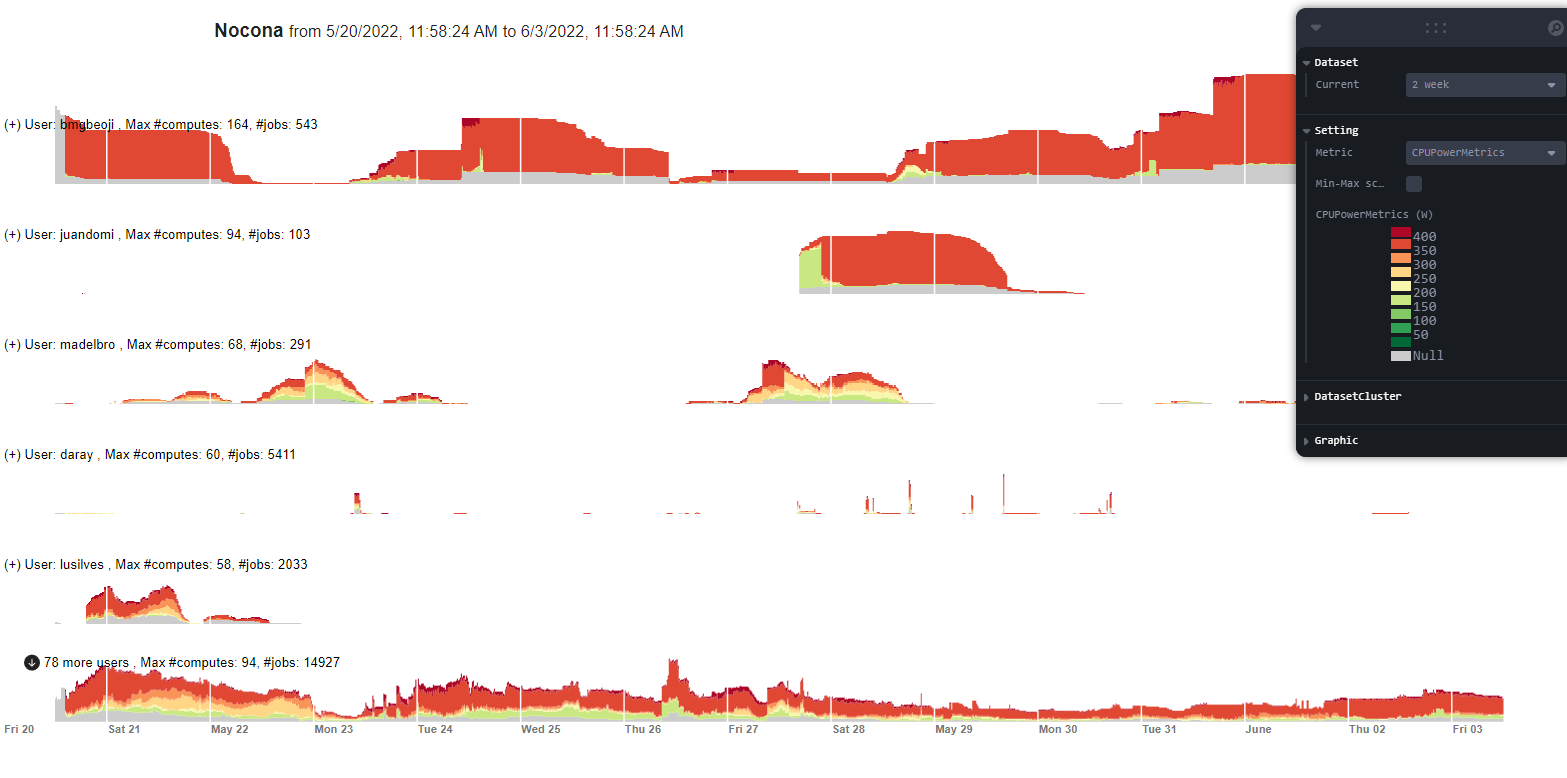 Nocona from 5/20/2022, 11:58:24 AM to 6/3/2022, 11:58:24 AM
Dataset
Current 2 week
(+) User: bmgbeoji , Max #computes: 164, #jobs: 543
Setting
Metric CPUPowerMetrics
Min-Max sc…
CPUPowerMetrics (W)
400
350
300
250
200
150
100
50
Null
(+) User: juandomi , Max #computes: 94, #jobs: 103
(+) User: madelbro , Max #computes: 68, #jobs: 291
DatasetCluster
Graphic
(+) User: daray , Max #computes: 60, #jobs: 5411
(+) User: lusilves , Max #computes: 58, #jobs: 2033
78 more users , Max #computes: 94, #jobs: 14927
Fri 20 Sat 21 May 22 Mon 23 Tue 24 Wed 25 Thu 26 Fri 27 Sat 28 May 29 Mon 30 Tue 31 June Thu 02 Fri 03